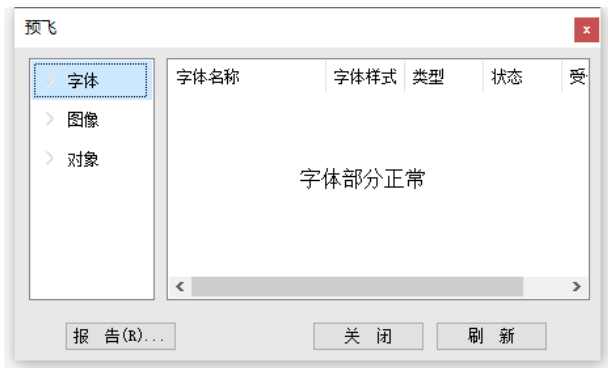 预飞
x
字体
图像
对象
字体名称 字体样式 类型 状态 受
字体部分正常
报 告(R)...
关 闭
刷 新